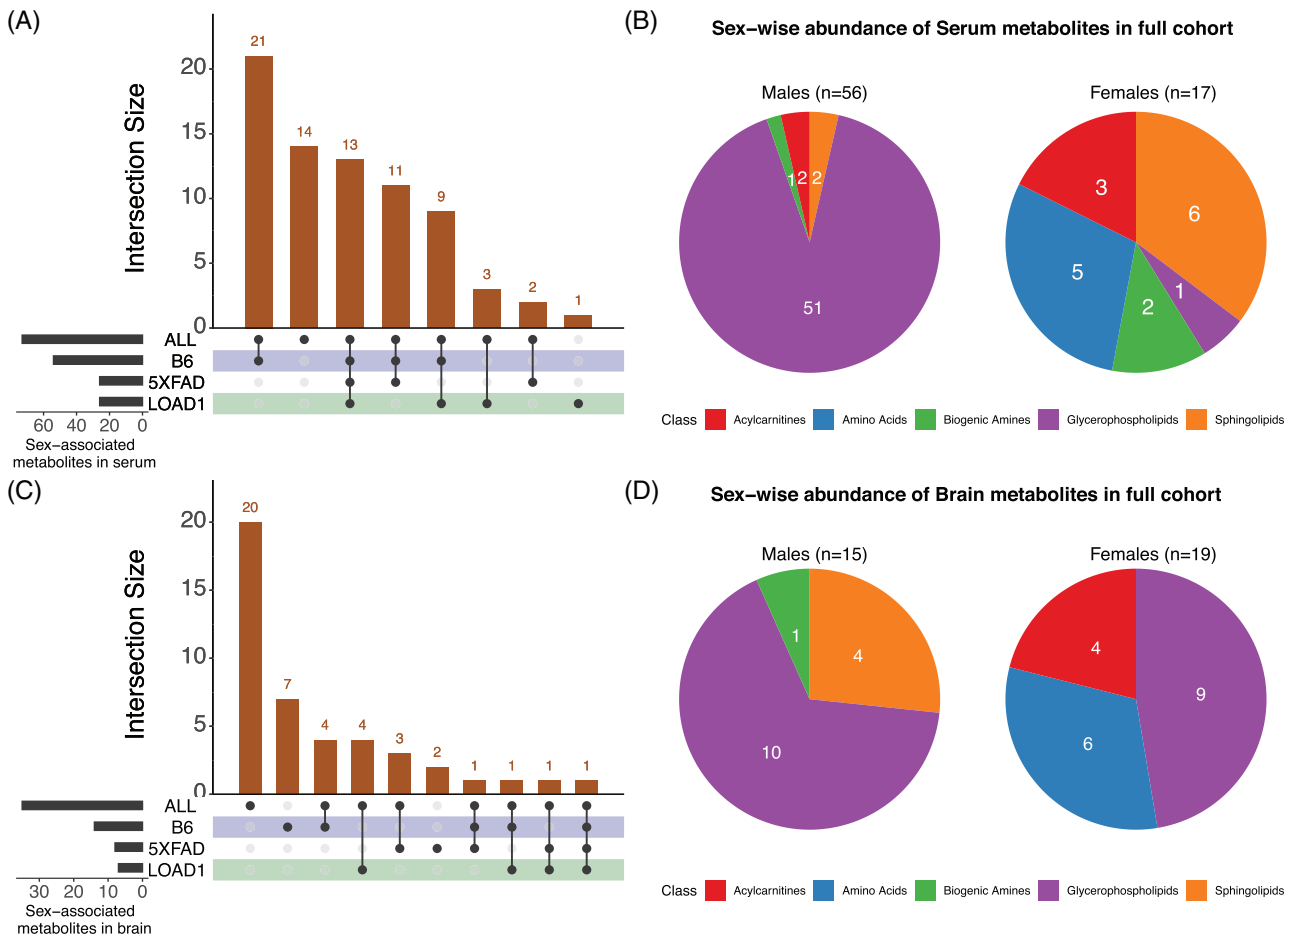 (A)
21
14
13
11
9
3
2
1
20
15
10
5
0
Intersection Size
ALL
B6
5XFAD
LOAD1
60 40 20 0
Sex−associated
metabolites in serum
(B)
Sex−wise abundance of Serum metabolites in full cohort
Males (n=56)
1 2 2
51
Females (n=17)
3
6
5
1
2
Class Acylcarnitines Amino Acids Biogenic Amines Glycerophospholipids Sphingolipids
(C)
20
7
4
4
3
2
1
1
1
1
20
15
10
5
0
Intersection Size
ALL
B6
5XFAD
LOAD1
30 20 10 0
Sex−associated
metabolites in brain
(D)
Sex−wise abundance of Brain metabolites in full cohort
Males (n=15)
1
4
10
Females (n=19)
4
9
6
Class Acylcarnitines Amino Acids Biogenic Amines Glycerophospholipids Sphingolipids